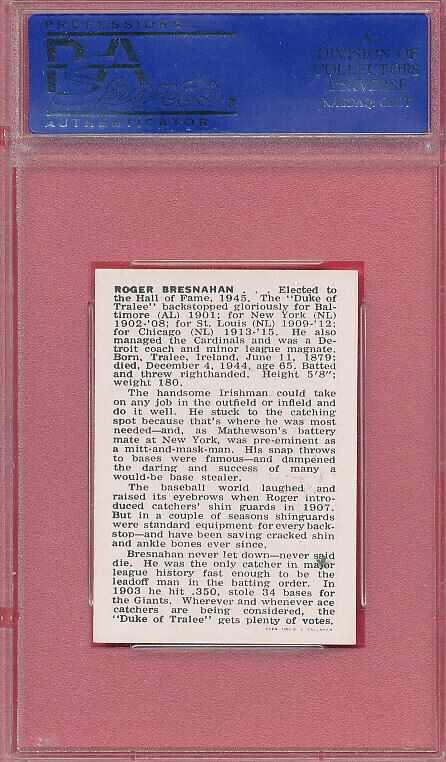 PROFESSIONAL
PSA
AUTHENTICATOR
A
DIVISION OF
COLLECTORS
UNIVERSE
NASDAQ: CLCT
ROGER BRESNAHAN . . . Elected to
the Hall of Fame, 1945. The "Duke of
Tralee" backstopped gloriously for Bal-
timore (AL) 1901; for New York (NL)
1902-'08; for St. Louis (NL) 1909-'12;
for Chicago (NL) 1913-'15. He also
managed the Cardinals and was a De-
troit coach and minor league magnate.
Born, Tralee, Ireland, June 11, 1879;
died, December 4, 1944, age 65. Batted
and threw righthanded. Height 5'8";
weight 180.
The handsome Irishman could take
on any job in the outfield or infield and
do it well. He stuck to the catching
spot because that's where he was most
needed—and, as Mathewson's battery
mate at New York, was pre-eminent as
a mitt-and-mask-man. His snap throws
to bases were famous—and dampened
the daring and success of many a
would-be base stealer.
The baseball world laughed and
raised its eyebrows when Roger intro-
duced catchers' shin guards in 1907.
But in a couple of seasons shinguards
were standard equipment for every back-
stop—and have been saving cracked shin
and ankle bones ever since.
Bresnahan never let down—never said
die. He was the only catcher in major
league history fast enough to be the
leadoff man in the batting order. In
1903 he hit .350, stole 34 bases for
the Giants. Wherever and whenever ace
catchers are being considered, the
"Duke of Tralee" gets plenty of votes.